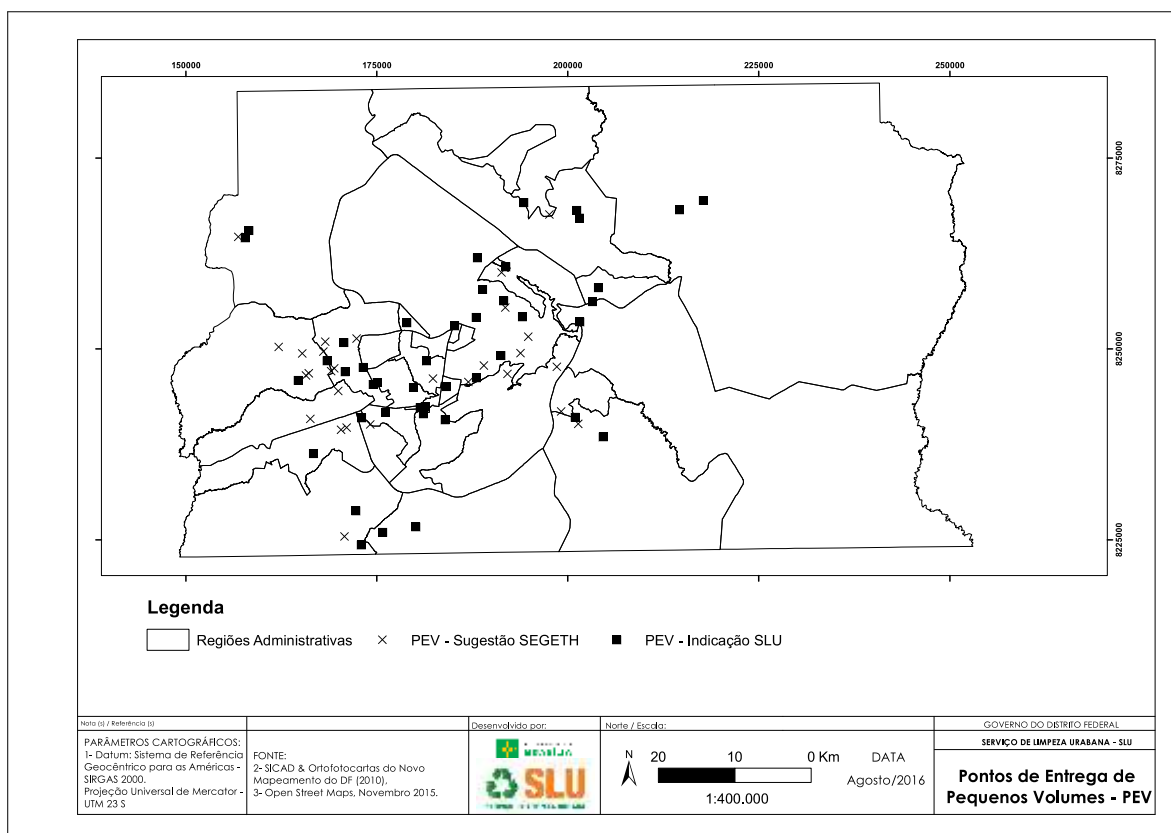 150000 175000 200000 225000 250000
8275000
8250000
8225000
Legenda
Regiões Administrativas PEV - Sugestão SEGETH PEV - Indicação SLU
Nota (s) / Referência (s)
PARÂMETROS CARTOGRÁFICOS:
1- Datum: Sistema de Referência
Geocêntrico para as Américas -
SIRGAS 2000.
Projeção Universal de Mercator -
UTM 23 S
FONTE:
2- SICAD & Ortofotocartas do Novo
Mapeamento do DF (2010).
3- Open Street Maps, Novembro 2015.
Desenvolvido por:
SLU
Norte / Escala:
N
20 10 0 Km
1:400.000
DATA
Agosto/2016
GOVERNO DO DISTRITO FEDERAL
SERVIÇO DE LIMPEZA URABANA - SLU
Pontos de Entrega de
Pequenos Volumes - PEV